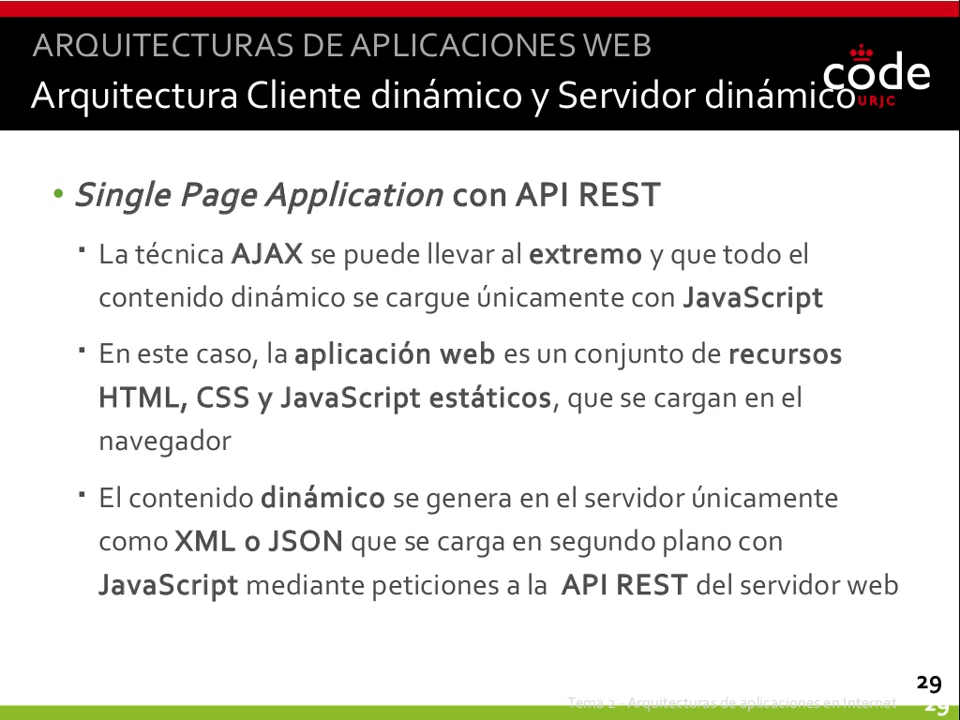 ARQUITECTURAS DE APLICACIONES WEB
Arquitectura Cliente dinámico y Servidor dinámico
code
URJC
• Single Page Application con API REST
▪ La técnica AJAX se puede llevar al extremo y que todo el
contenido dinámico se cargue únicamente con JavaScript
▪ En este caso, la aplicación web es un conjunto de recursos
HTML, CSS y JavaScript estáticos, que se cargan en el
navegador
▪ El contenido dinámico se genera en el servidor únicamente
como XML o JSON que se carga en segundo plano con
JavaScript mediante peticiones a la API REST del servidor web
29
Tema 2 - Arquitecturas de aplicaciones en Internet
29